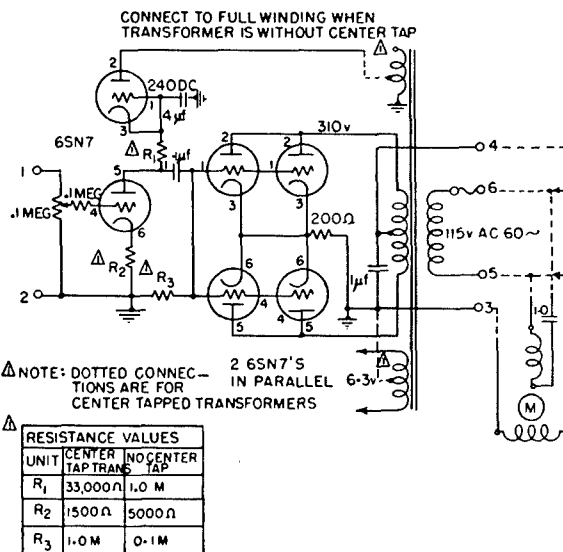 CONNECT TO FULL WINDING WHEN
TRANSFORMER IS WITHOUT CENTER TAP
2
240DC
1
3
4 µf
6SN7
R1
.1µf
1
5
.1MEG
.1MEG
4
6
R2
R3
2
2
2
310v
1
1
3
3
200Ω
6
6
4
4
5
5
1µf
4
6
115v AC 60~
5
3
1.0
M
6.3v
2 6SN7'S
IN PARALLEL
NOTE: DOTTED CONNEC-
TIONS ARE FOR
CENTER TAPPED TRANSFORMERS
RESISTANCE VALUES
UNIT CENTER TAP TRANS NO CENTER TAP
R1 33,000Ω 1.0 M
R2 1500Ω 5000Ω
R3 1.0M 0.1M